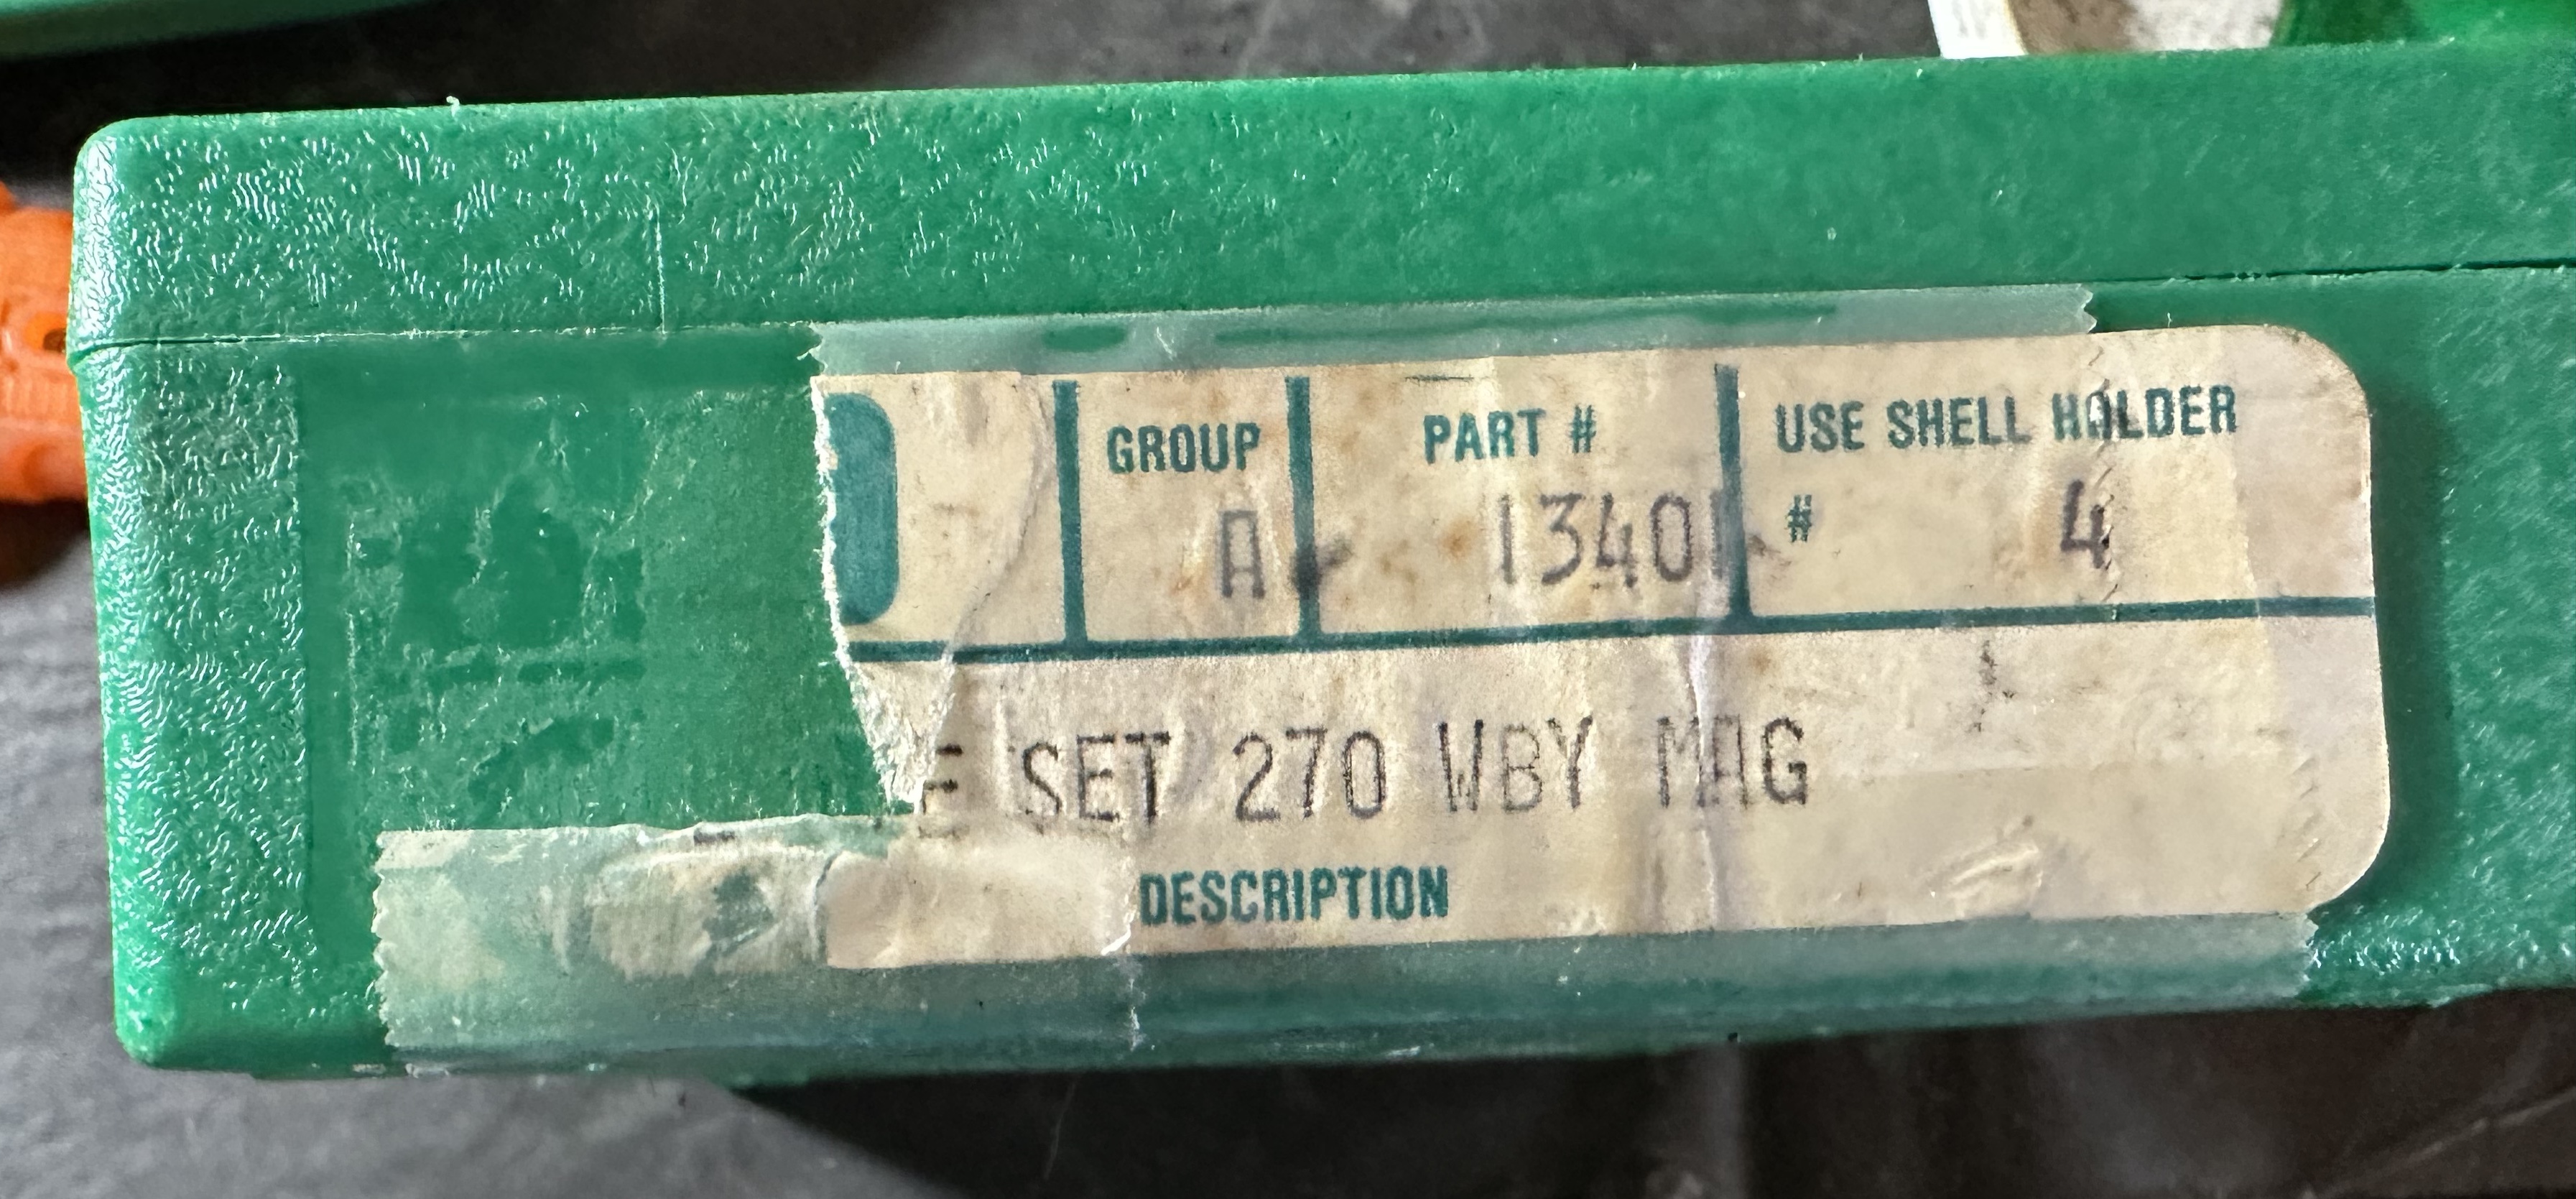 GROUP PART # USE SHELL HOLDER
A 13401 # 4
E SET 270 WBY MAG
DESCRIPTION